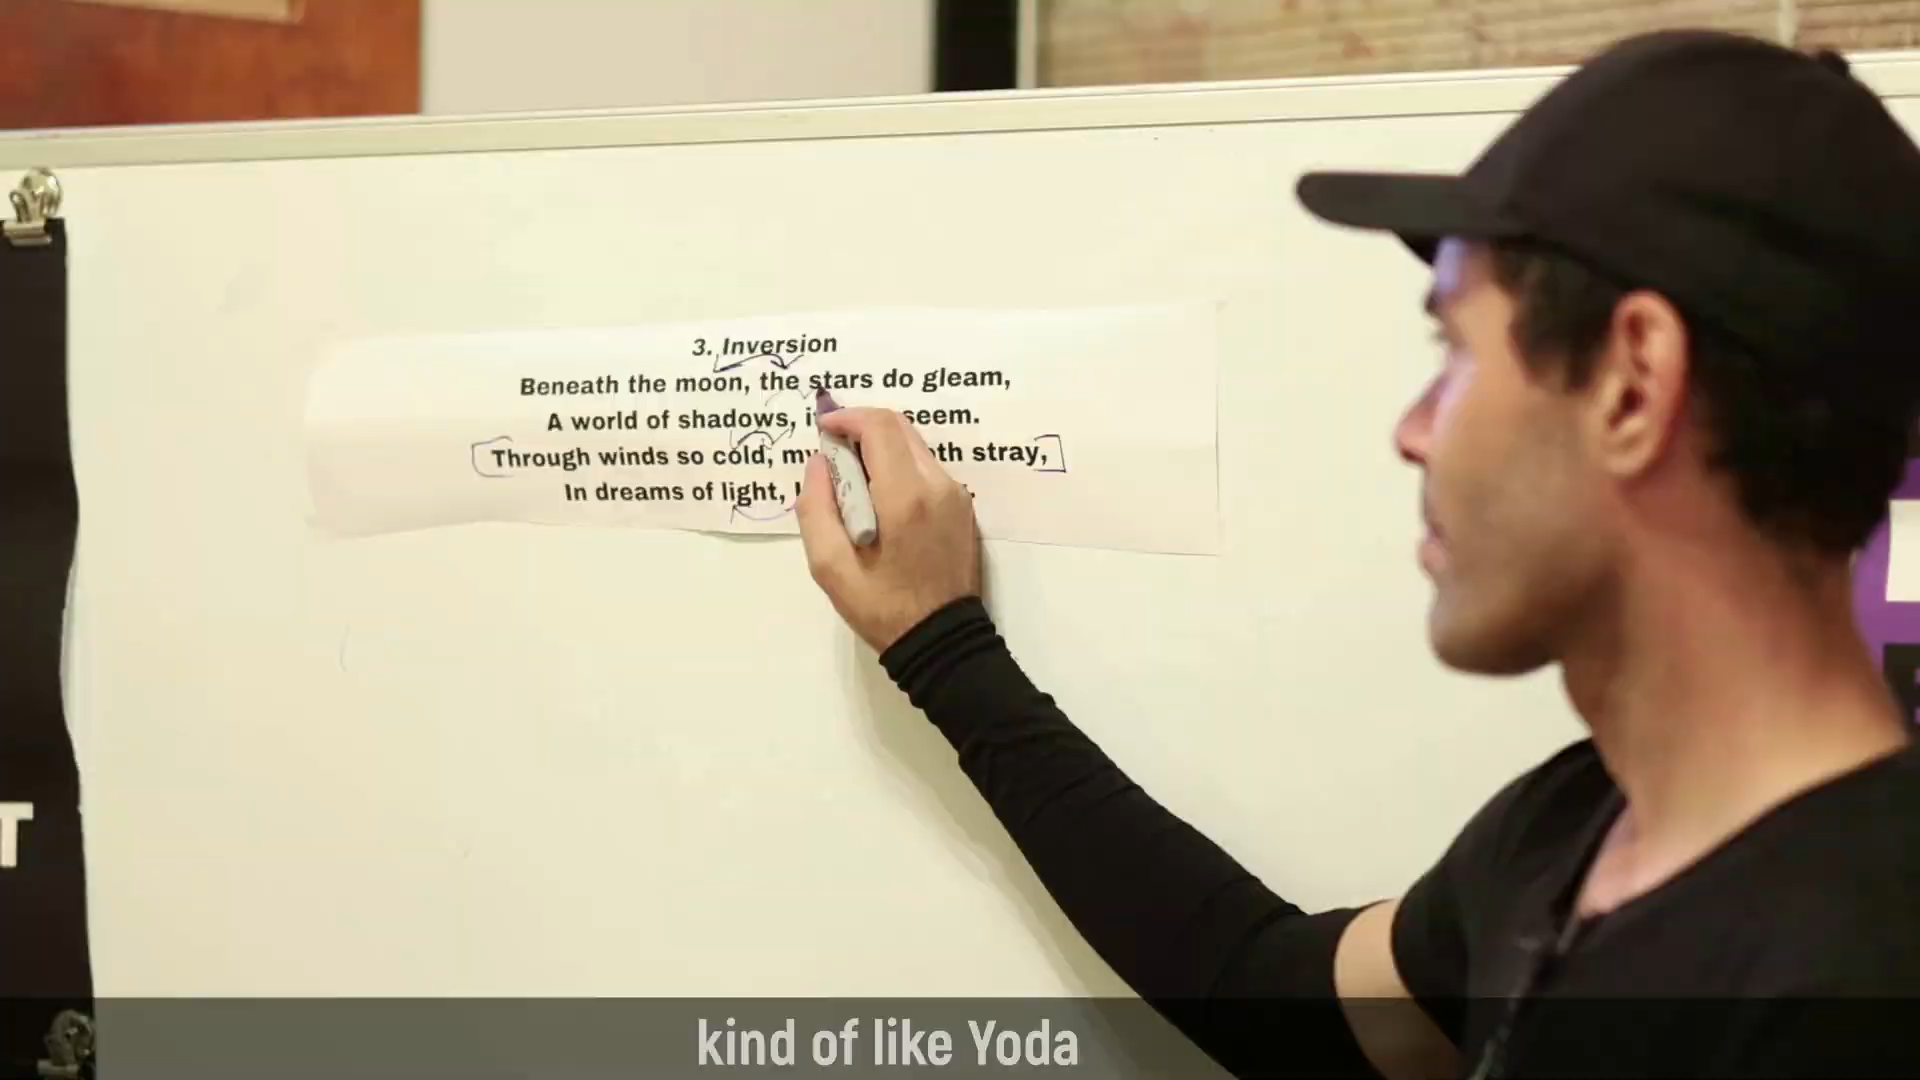 3. Inversion
Beneath the moon, the stars do gleam,
A world of shadows, seem.
Through winds so cold, my stray,
In dreams of light,
T
kind of like Yoda